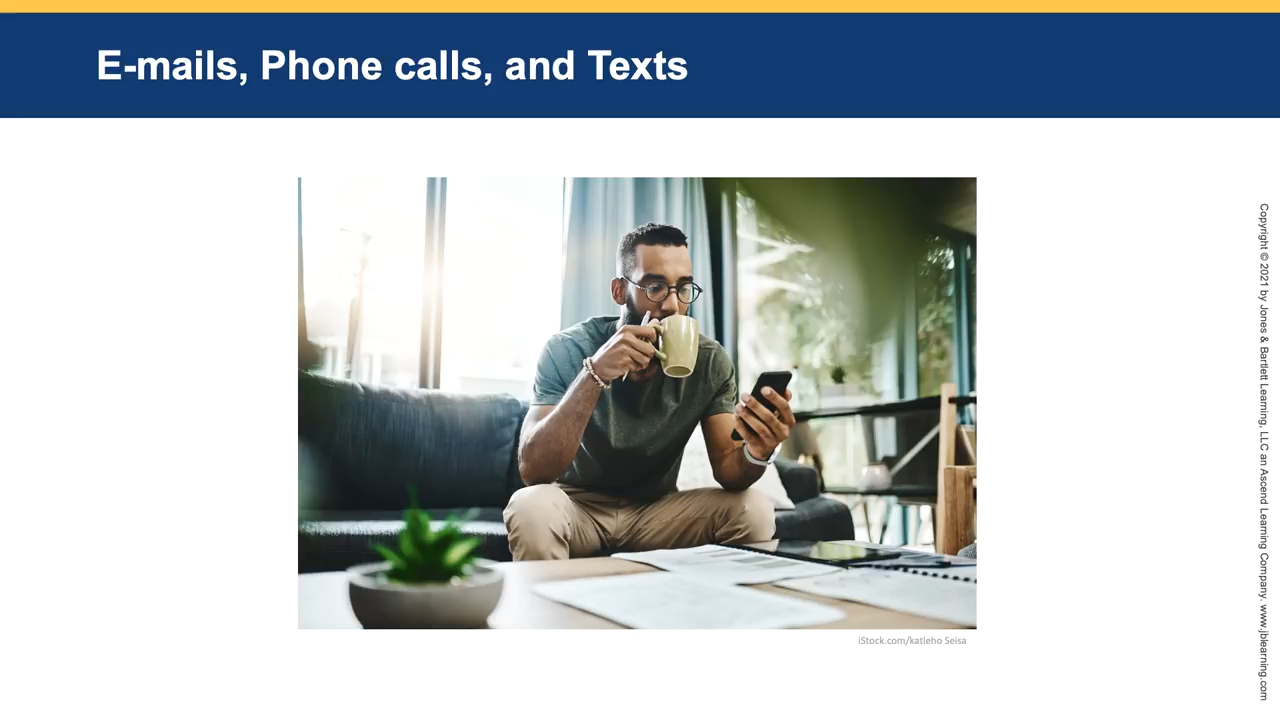 E-mails, Phone calls, and Texts
iStock.com/katleho Seisa
Copyright © 2021 by Jones & Bartlett Learning, LLC an Ascend Learning Company. www.jblearning.com